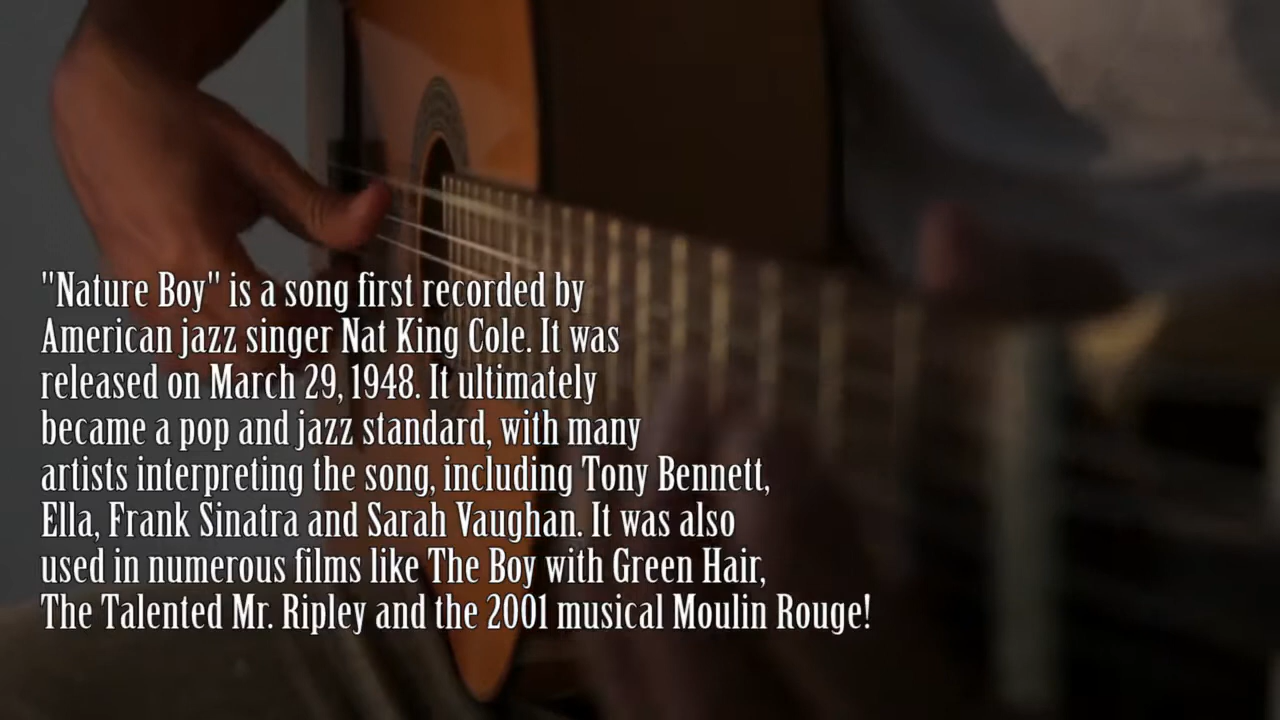 "Nature Boy" is a song first recorded by
American jazz singer Nat King Cole. It was
released on March 29, 1948. It ultimately
became a pop and jazz standard, with many
artists interpreting the song, including Tony Bennett,
Ella, Frank Sinatra and Sarah Vaughan. It was also
used in numerous films like The Boy with Green Hair,
The Talented Mr. Ripley and the 2001 musical Moulin Rouge!